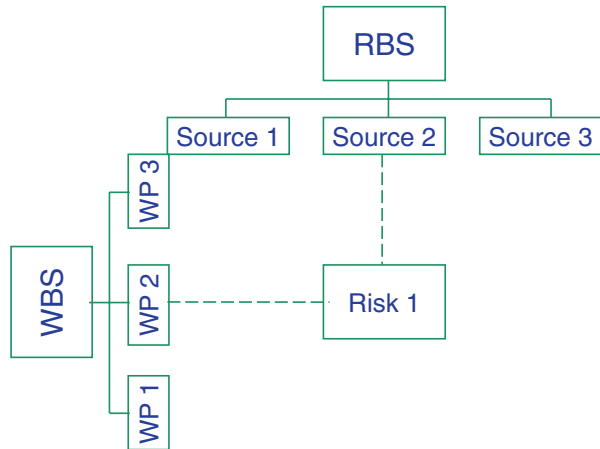 RBS
Source 1
Source 2
Source 3
WP 3
WBS
WP 2
Risk 1
WP 1